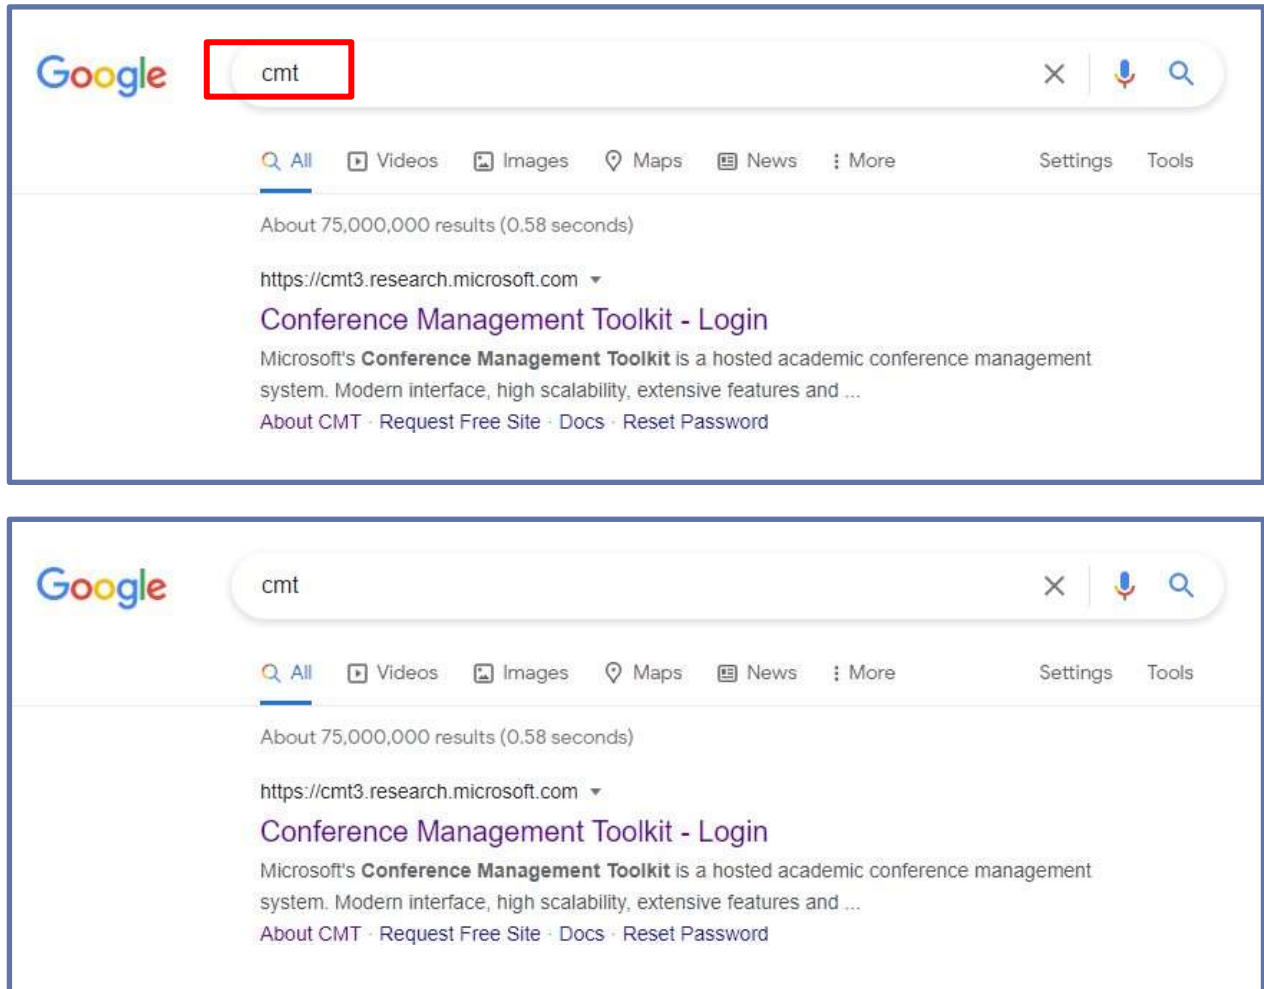 Google cmt
All Videos Images Maps News More Settings Tools
About 75,000,000 results (0.58 seconds)
https://cmt3.research.microsoft.com
Conference Management Toolkit - Login
Microsoft's Conference Management Toolkit is a hosted academic conference management
system. Modern interface, high scalability, extensive features and ...
About CMT · Request Free Site · Docs · Reset Password
Google cmt
All Videos Images Maps News More Settings Tools
About 75,000,000 results (0.58 seconds)
https://cmt3.research.microsoft.com
Conference Management Toolkit - Login
Microsoft's Conference Management Toolkit is a hosted academic conference management
system. Modern interface, high scalability, extensive features and ...
About CMT · Request Free Site · Docs · Reset Password